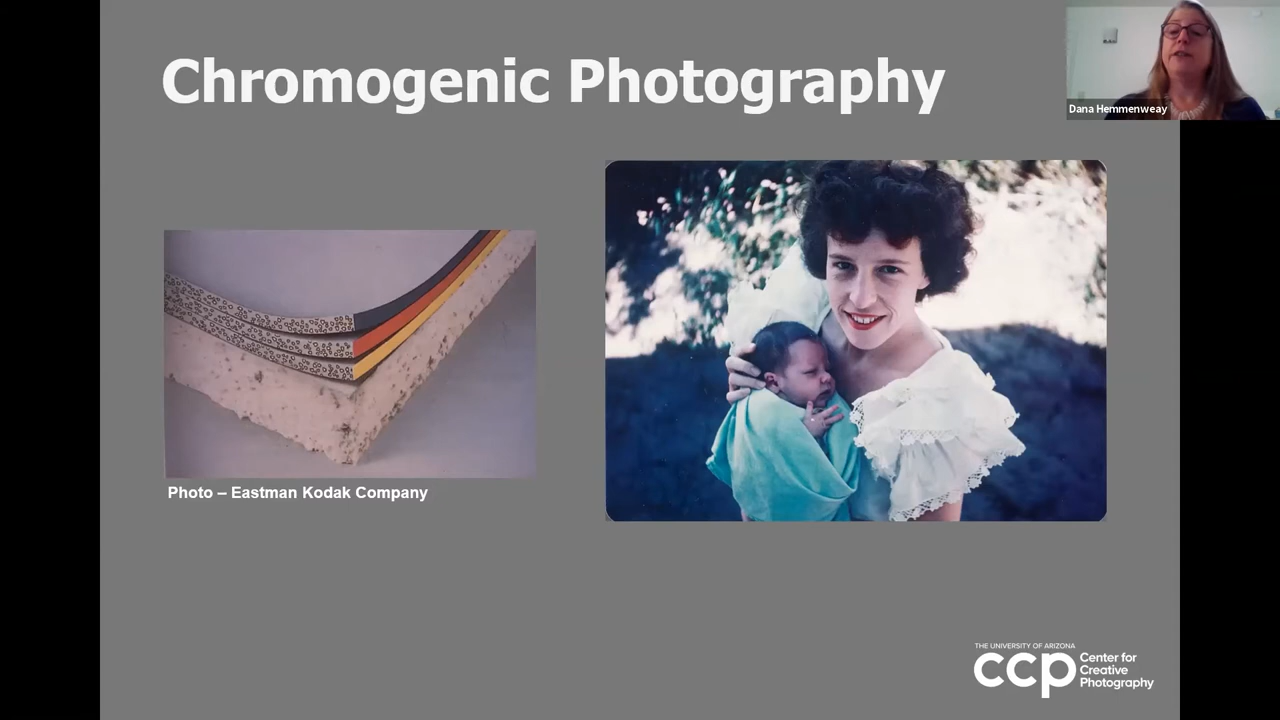 Chromogenic Photography
Dana Hemmenweay
Photo – Eastman Kodak Company
THE UNIVERSITY OF ARIZONA
ccp
Center for
Creative
Photography